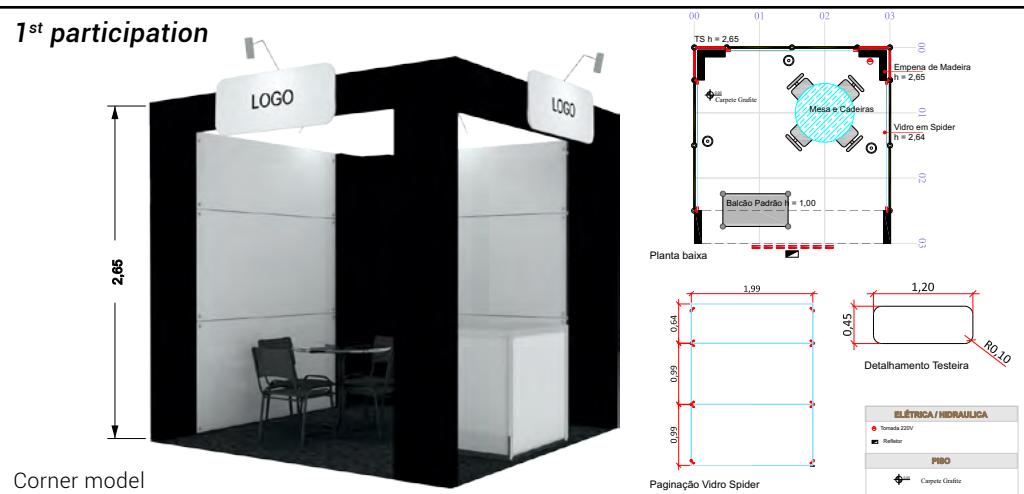 1st participation
LOGO
LOGO
2,65
Corner model
00
01
02
03
TS h = 2,65
00
Empena de Madeira
h = 2,65
0.00
Carpete Grafite
Mesa e Cadeiras
01
Vidro em Spider
h = 2,64
02
Balcão Padrão h = 1,00
03
Planta baixa
1,99
0,64
0,99
0,99
Paginação Vidro Spider
1,20
0,45
R0,10
Detalhamento Testeira
ELÉTRICA / HIDRAULICA
Tomada 220V
Refletor
PISO
Carpete Grafite